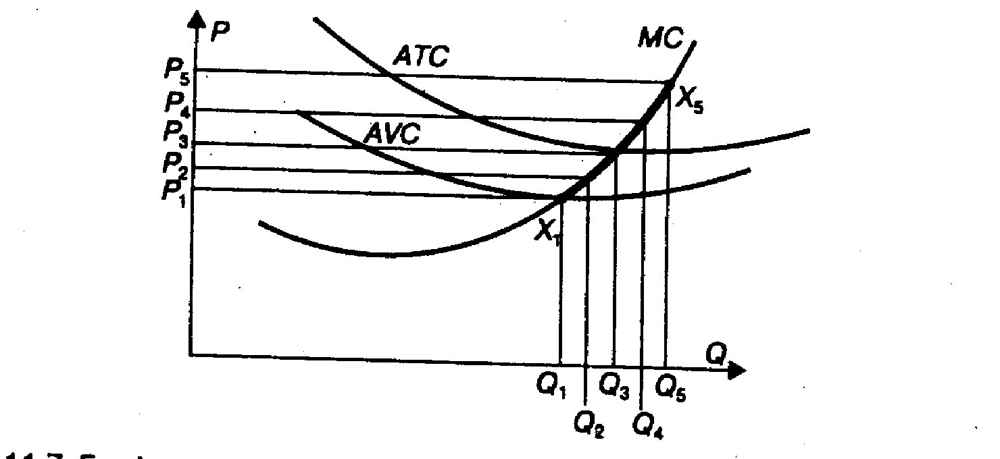 P
MC
ATC
P₅
X₅
P₄
P₃
AVC
P₂
P₁
X₁
Q
Q₁
Q₃
Q₅
Q₂
Q₄